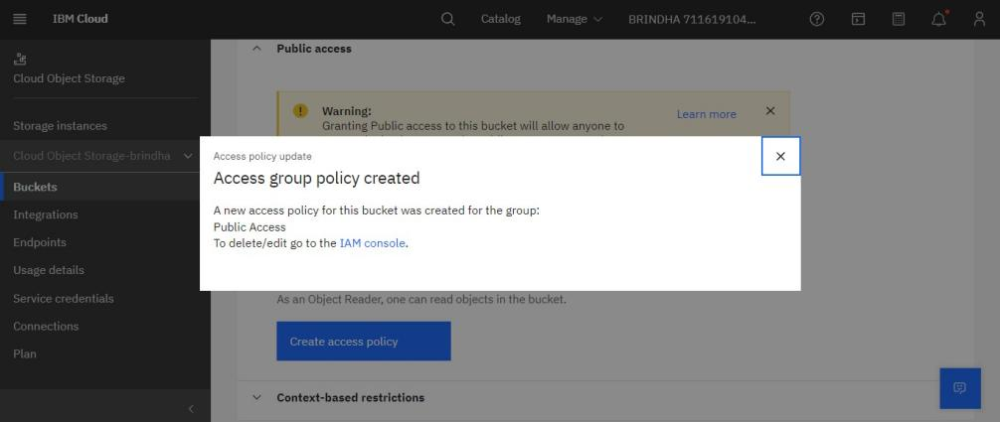 IBM Cloud
Catalog
Manage
BRINDHA 711619104...
Cloud Object Storage
Storage instances
Cloud Object Storage-brindha
Buckets
Integrations
Endpoints
Usage details
Service credentials
Connections
Plan
Public access
Warning:
Learn more
Granting Public access to this bucket will allow anyone to
Access policy update
Access group policy created
A new access policy for this bucket was created for the group:
Public Access
To delete/edit go to the IAM console.
As an Object Reader, one can read objects in the bucket.
Create access policy
Context-based restrictions